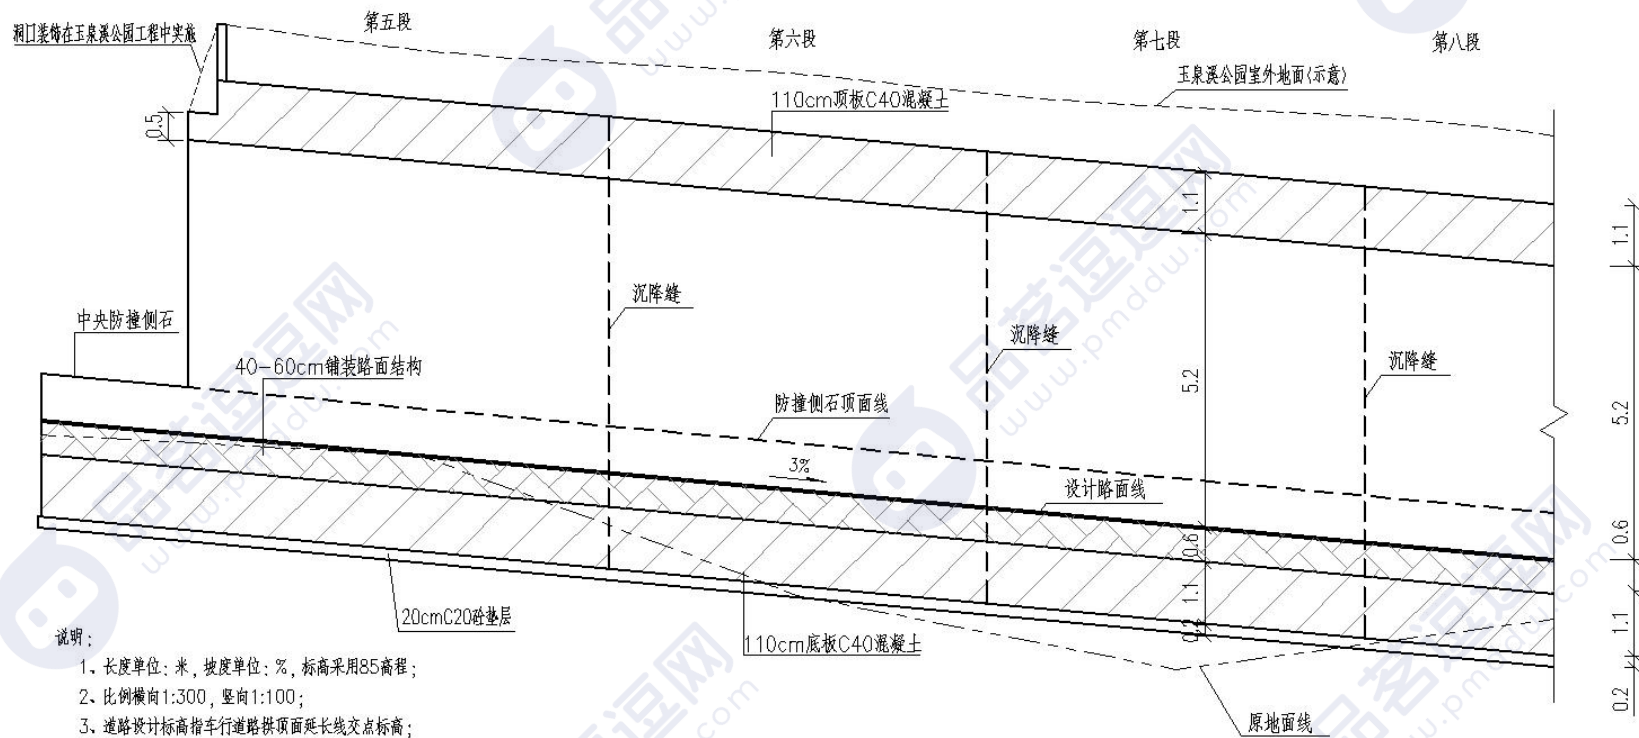 洞口装饰在玉泉溪公园工程中实施
第五段
第六段
第七段
第八段
玉泉溪公园室外地面(示意)
110cm顶板C40混凝土
0.5
1.1
1.1
中央防撞侧石
沉降缝
沉降缝
沉降缝
40-60cm铺装路面结构
5.2
5.2
防撞侧石顶面线
3%
设计路面线
0.6
0.6
1.1
1.1
0.2
0.2
20cmC20砼垫层
110cm底板C40混凝土
原地面线
说明:
1、长度单位:米,坡度单位:%,标高采用85高程;
2、比例横向1:300,竖向1:100;
3、道路设计标高指车行道路拱顶面延长线交点标高;
品茗逗网
www.pmddw.com